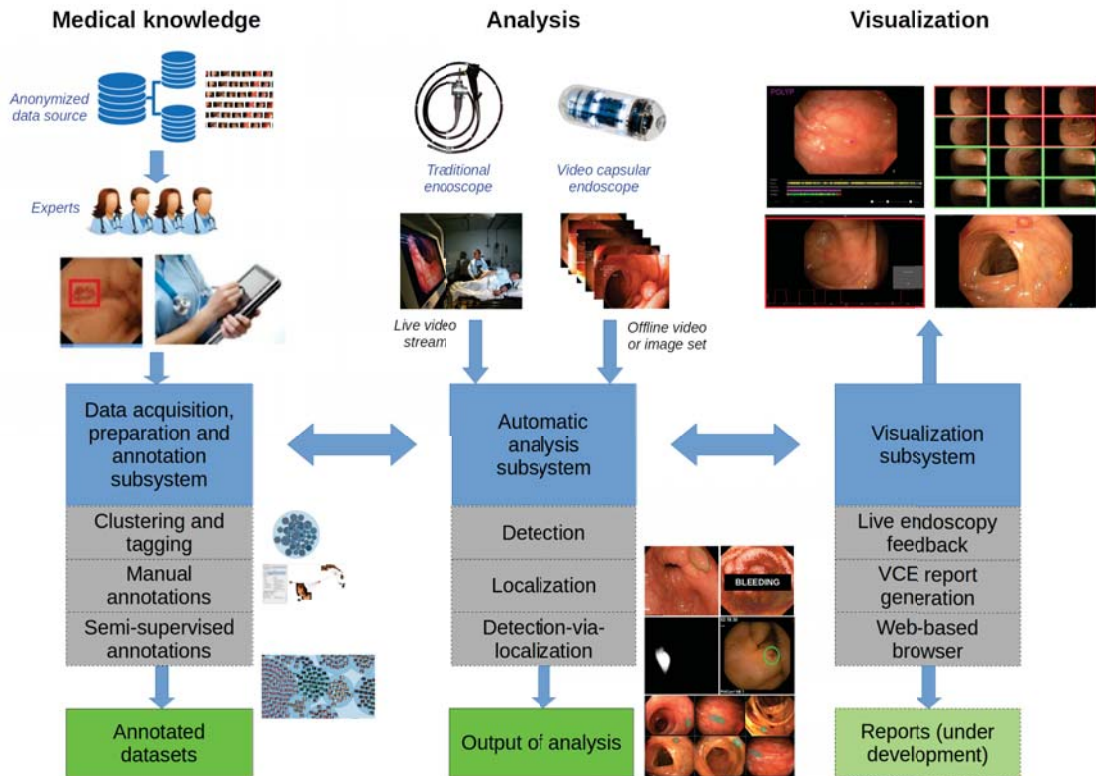 Medical knowledge
Analysis
Visualization
Anonymized
data source
Experts
Traditional
encoscope
Video capsular
endoscope
POLYP
Live video
stream
Offline video
or image set
Data acquisition,
preparation and
annotation
subsystem
Automatic
analysis
subsystem
Visualization
subsystem
Clustering and
tagging
Manual
annotations
Semi-supervised
annotations
Detection
Localization
Detection-via-
localization
BLEEDING
Live endoscopy
feedback
VCE report
generation
Web-based
browser
Annotated
datasets
Output of analysis
Reports (under
development)